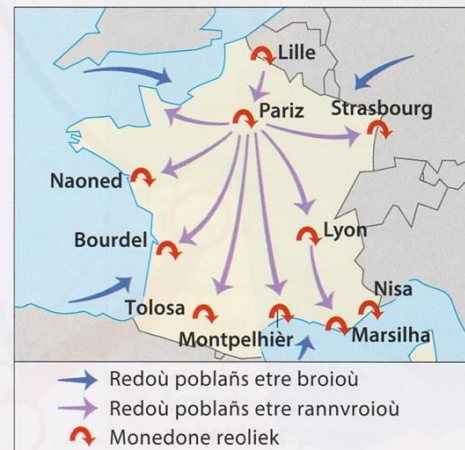 Lille
Pariz
Strasbourg
Naoned
Bourdel
Lyon
Nisa
Tolosa
Montpelhièr
Marsilha
Redoù poblañs etre broioù
Redoù poblañs etre rannvroioù
Monedone reoliek